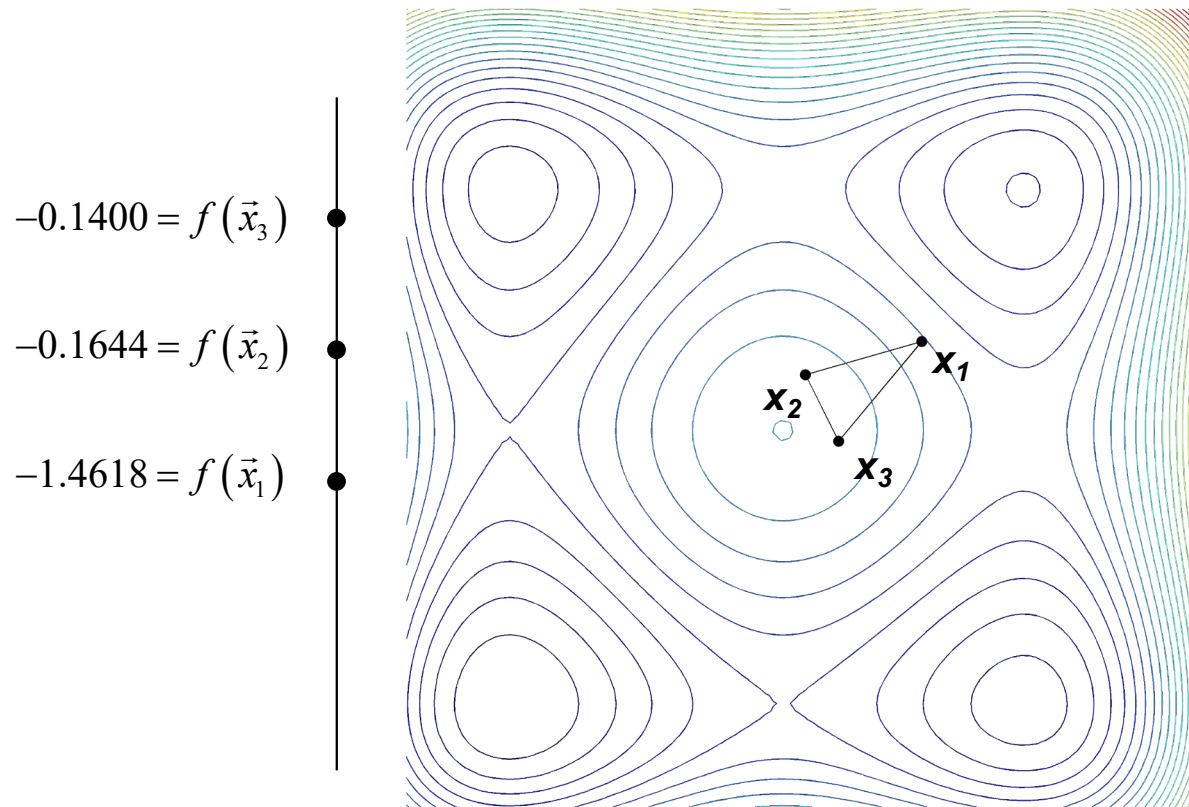 −0.1400 = f(x⃗₃)
−0.1644 = f(x⃗₂)
−1.4618 = f(x⃗₁)
x₁
x₂
x₃